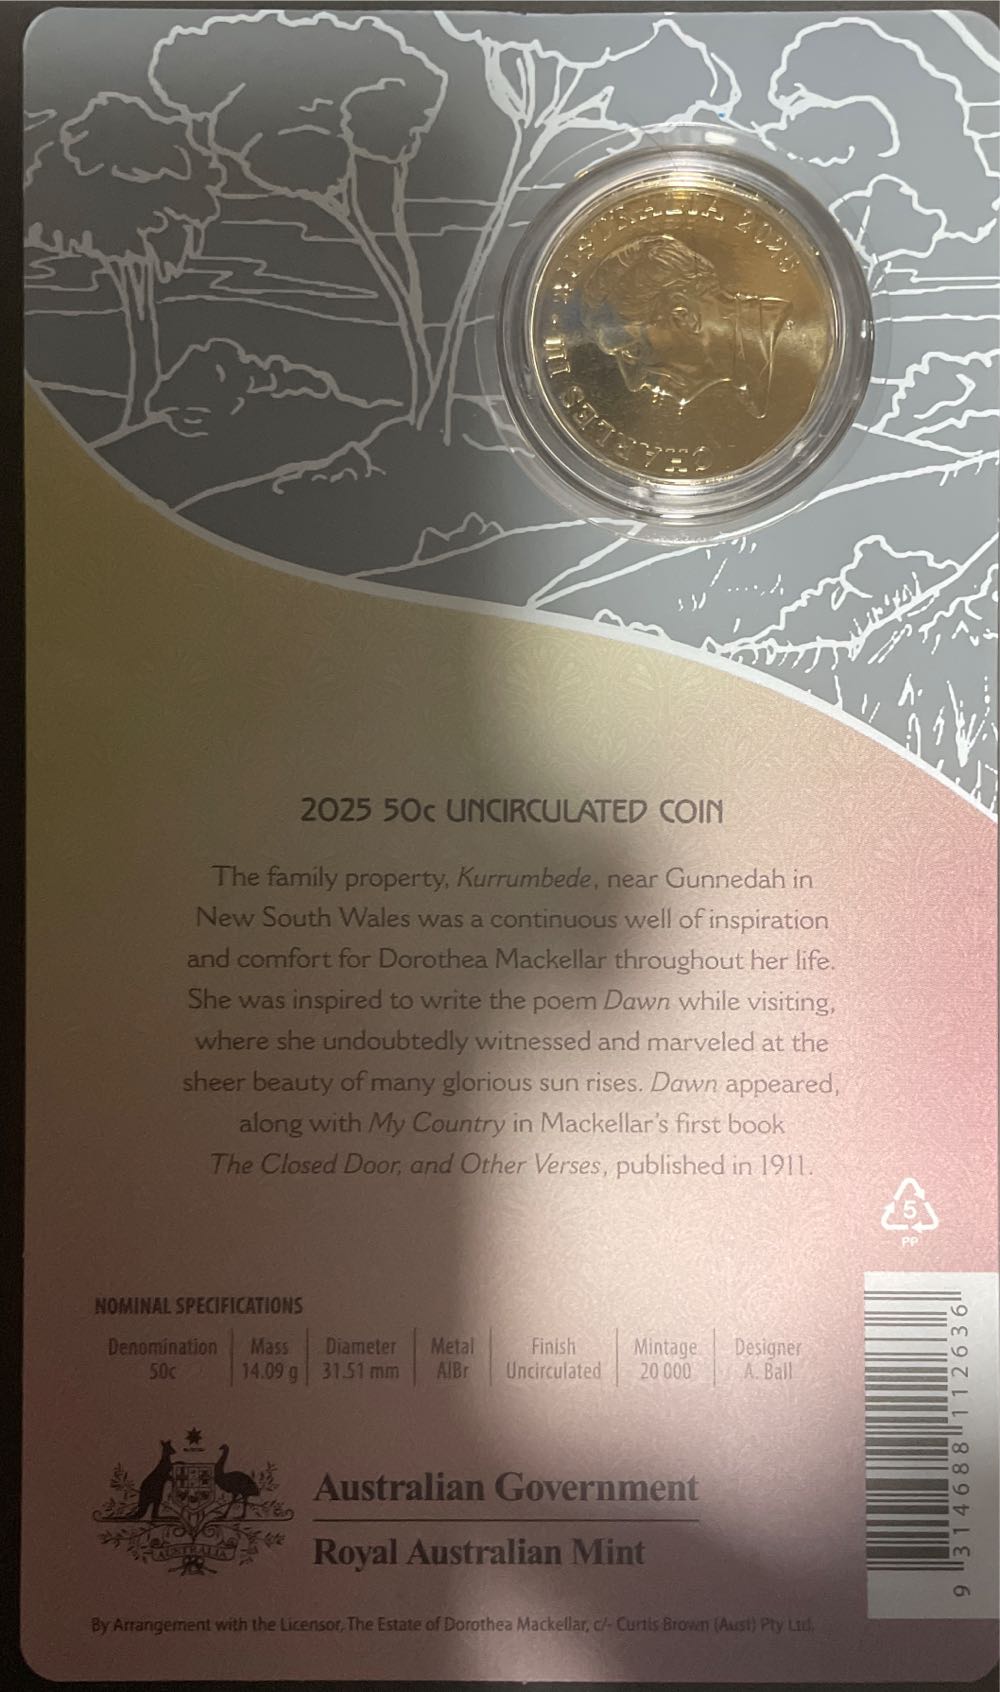 CHARLES III • AUSTRALIA 2025
2025 50c UNCIRCULATED COIN
The family property, Kurrumbede, near Gunnedah in
New South Wales was a continuous well of inspiration
and comfort for Dorothea Mackellar throughout her life.
She was inspired to write the poem Dawn while visiting,
where she undoubtedly witnessed and marveled at the
sheer beauty of many glorious sun rises. Dawn appeared,
along with My Country in Mackellar's first book
The Closed Door, and Other Verses, published in 1911.
5
PP
NOMINAL SPECIFICATIONS
Denomination Mass Diameter Metal Finish Mintage Designer
50c 14.09 g 31.51 mm AlBr Uncirculated 20 000 A. Ball
AUSTRALIA
Australian Government
Royal Australian Mint
By Arrangement with the Licensor, The Estate of Dorothea Mackellar, c/- Curtis Brown (Aust) Pty Ltd.
9 314688 112636